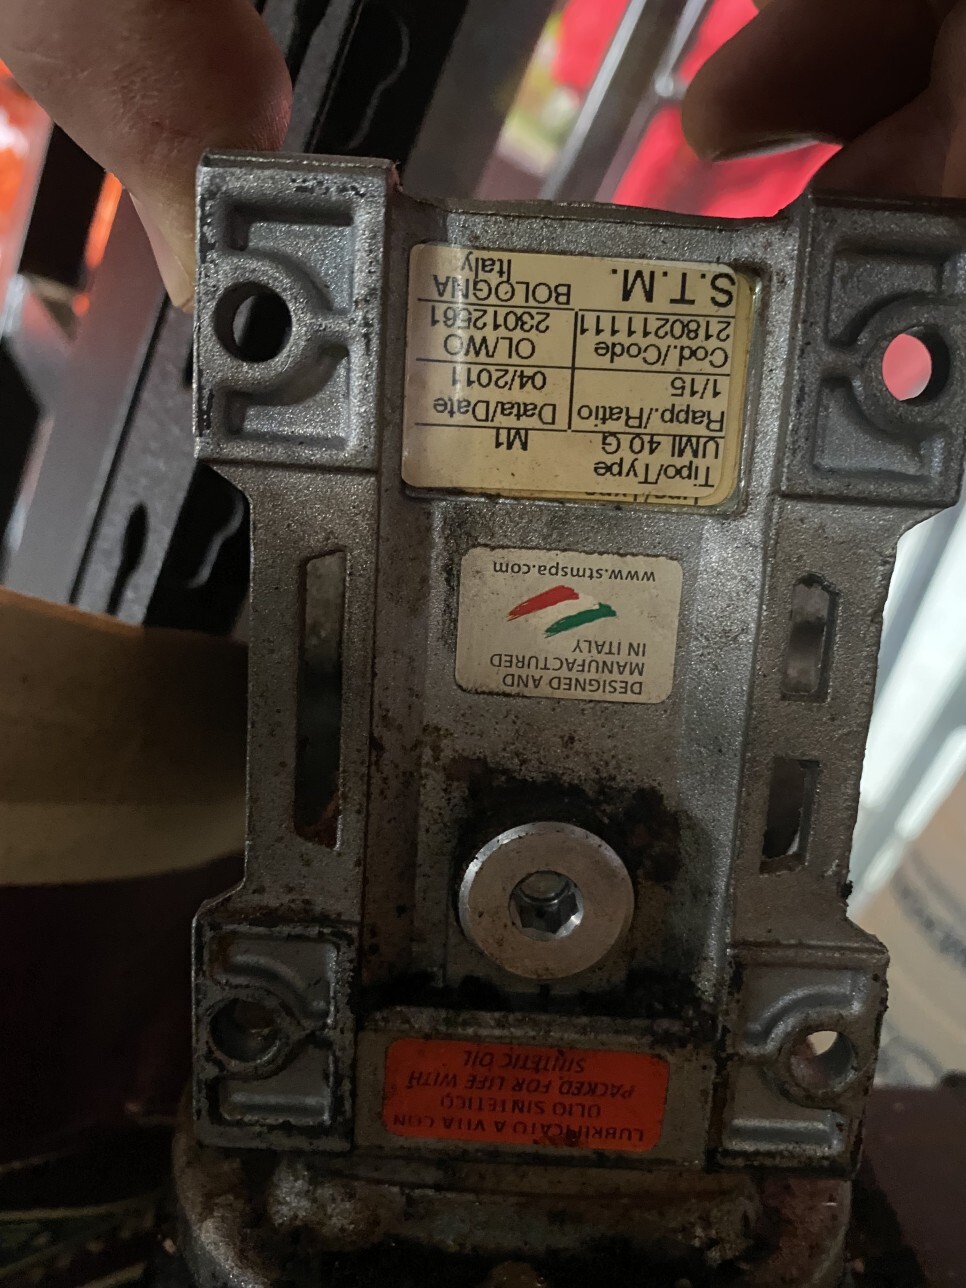 Tipo/Type
UMI 40 G M1
Rapp./Ratio Data/Date
1/15 04/2011
Cod./Code OL/WO
2180211111 23012561
S.T.M. BOLOGNA
Italy
DESIGNED AND
MANUFACTURED
IN ITALY
www.stmspa.com
LUBRIFICATO A VITA CON
OLIO SINTETICO
PACKED FOR LIFE WITH
SINTETIC OIL